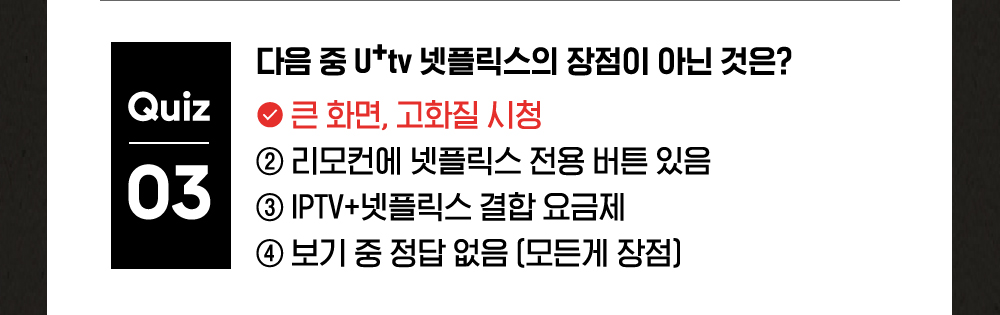 Quiz
03
다음 중 U+tv 넷플릭스의 장점이 아닌 것은?
큰 화면, 고화질 시청
② 리모컨에 넷플릭스 전용 버튼 있음
③ IPTV+넷플릭스 결합 요금제
④ 보기 중 정답 없음 (모든게 장점)